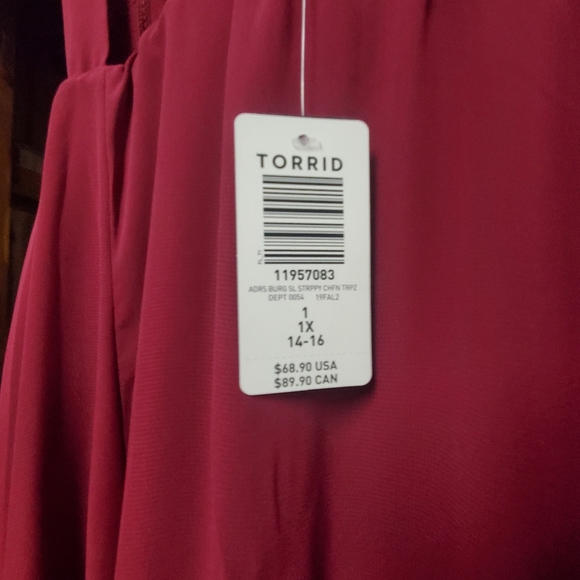 TORRID
11957083
ADRS BURG SL STRPPY CHFN TRPZ
DEPT 0054 19FAL2
1
1X
14-16
$68.90 USA
$89.90 CAN